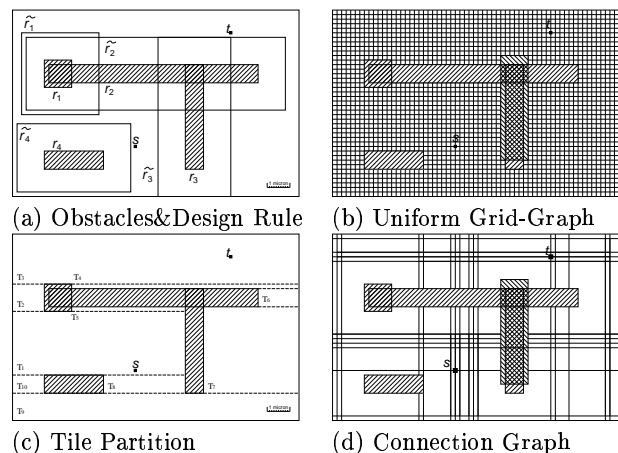 r̃₁
t
r̃₂
r₁
r₂
r̃₄
r₄
s
r̃₃
r₃
1 micron
t
s
(a) Obstacles&Design Rule
(b) Uniform Grid-Graph
t
T₃
T₄
T₂
T₅
T₆
T₁
s
T₁₀
T₈
T₇
T₉
1 micron
t
s
(c) Tile Partition
(d) Connection Graph